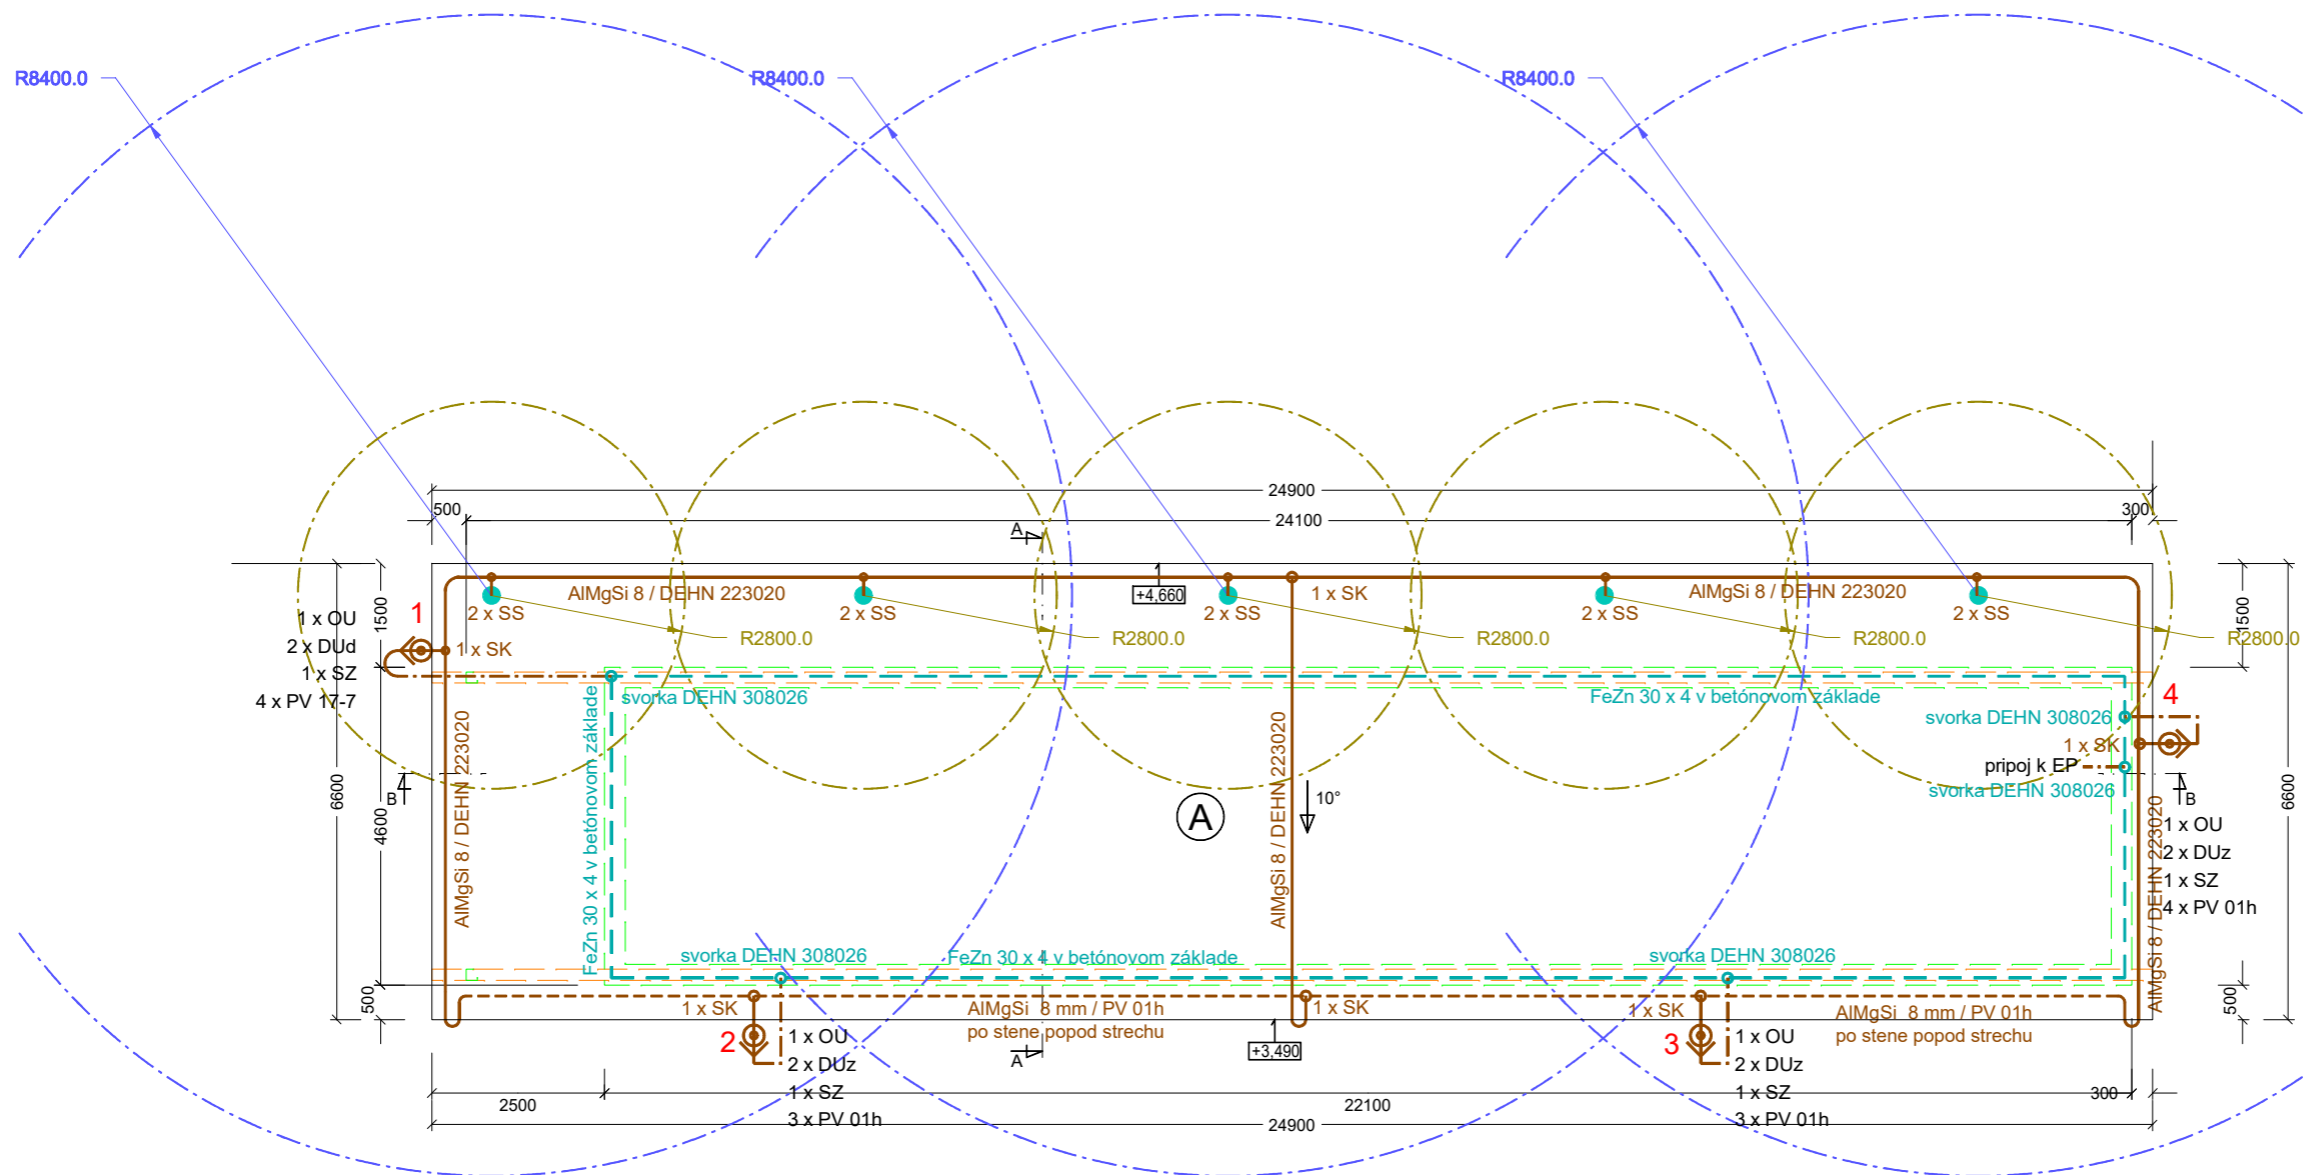 R8400.0
R8400.0
R8400.0
24900
500
24100
300
A
AlMgSi 8 / DEHN 223020
+4,660
1 x SK
AlMgSi 8 / DEHN 223020
2 x SS
2 x SS
2 x SS
2 x SS
2 x SS
R2800.0
R2800.0
R2800.0
R2800.0
R2800.0
1500
1500
1
1 x OU
2 x DUd
1 x SZ
4 x PV 17-7
1 x SK
svorka DEHN 308026
FeZn 30 x 4 v betónovom základe
4
svorka DEHN 308026
1 x SK
pripoj k EP
svorka DEHN 308026
B
B
6600
4600
6600
AlMgSi 8 / DEHN 223020
FeZn 30 x 4 v betónovom základe
A
AlMgSi 8 / DEHN 223020
10°
AlMgSi 8 / DEHN 223020
1 x OU
2 x DUz
1 x SZ
4 x PV 01h
svorka DEHN 308026
FeZn 30 x 4 v betónovom základe
svorka DEHN 308026
500
500
1 x SK
AlMgSi  8 mm / PV 01h
po stene popod strechu
1 x SK
1 x SK
AlMgSi  8 mm / PV 01h
po stene popod strechu
2
1 x OU
2 x DUz
1 x SZ
3 x PV 01h
A
+3,490
3
1 x OU
2 x DUz
1 x SZ
3 x PV 01h
2500
22100
300
24900